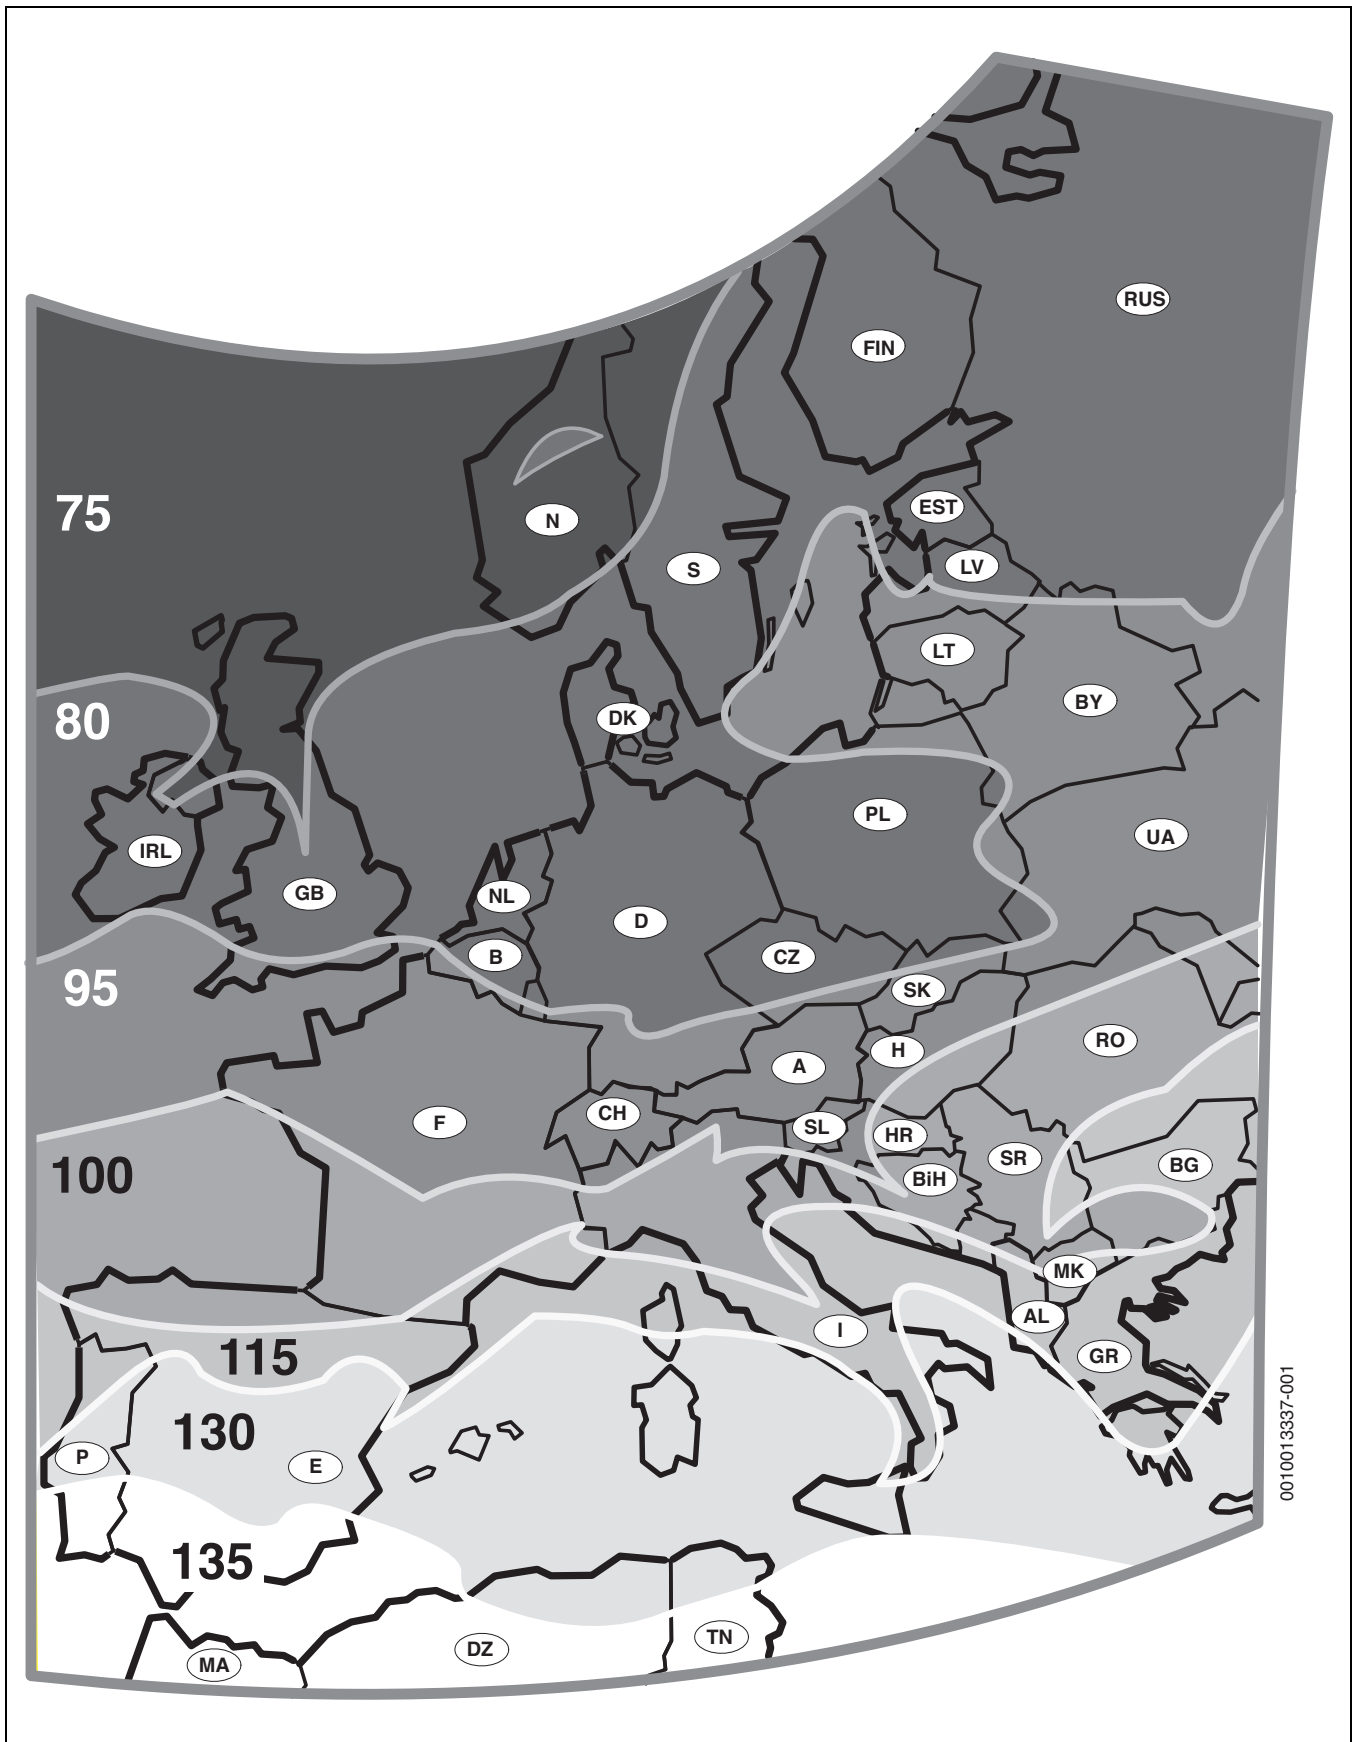 RUS
FIN
75
N
EST
S
LV
LT
BY
80
DK
PL
UA
IRL
GB
NL
D
B
CZ
95
SK
RO
H
A
F
CH
SL
HR
SR
BG
100
BiH
MK
AL
I
GR
115
130
P
E
135
DZ
TN
MA
0010013337-001